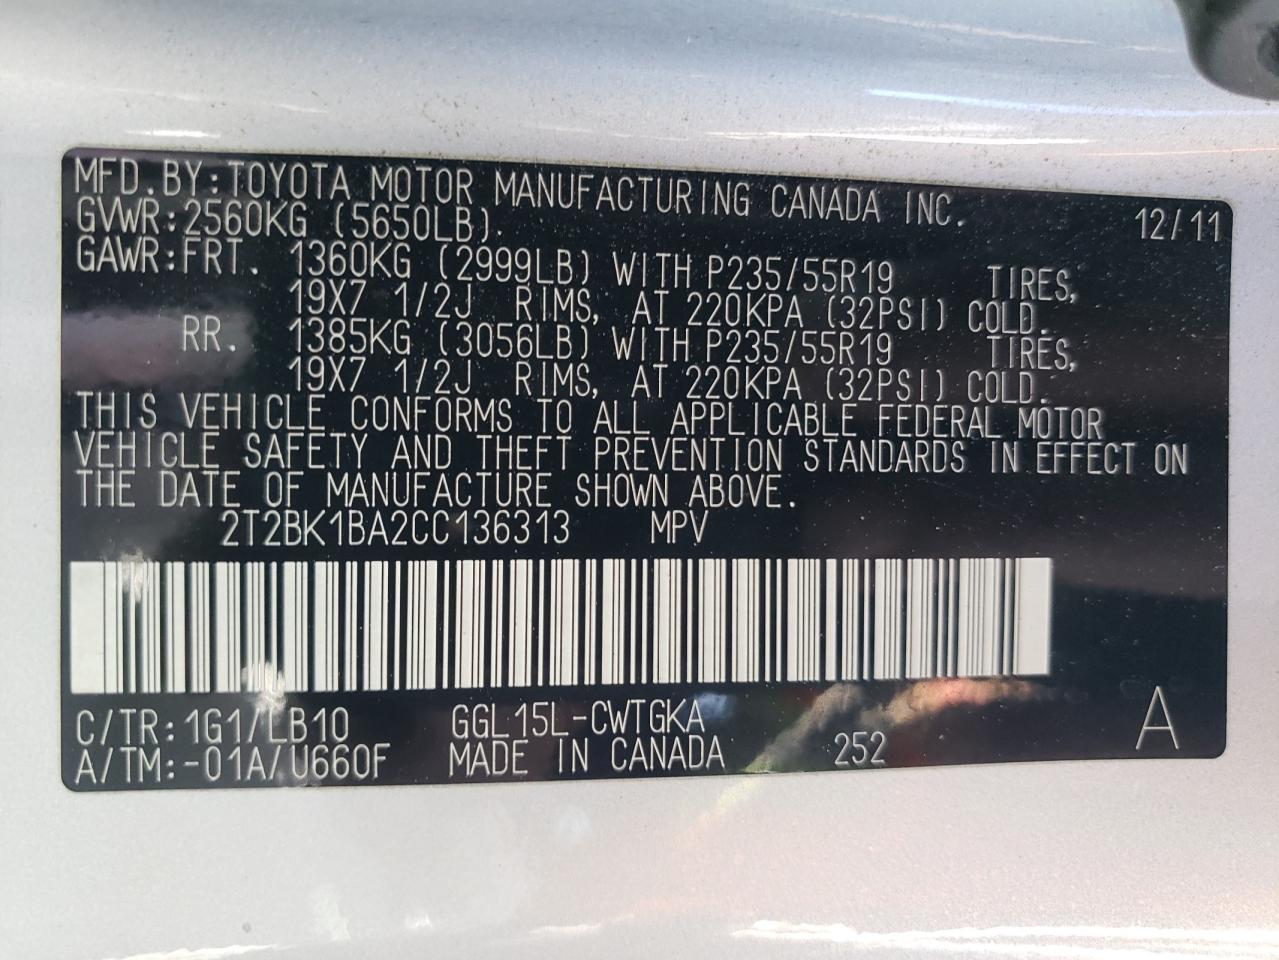 MFD.BY:TOYOTA MOTOR MANUFACTURING CANADA INC. 12/11
GVWR:2560KG (5650LB).
GAWR:FRT. 1360KG (2999LB) WITH P235/55R19 TIRES,
19X7 1/2J RIMS, AT 220KPA (32PSI) COLD.
RR. 1385KG (3056LB) WITH P235/55R19 TIRES,
19X7 1/2J RIMS, AT 220KPA (32PSI) COLD.
THIS VEHICLE CONFORMS TO ALL APPLICABLE FEDERAL MOTOR
VEHICLE SAFETY AND THEFT PREVENTION STANDARDS IN EFFECT ON
THE DATE OF MANUFACTURE SHOWN ABOVE.
2T2BK1BA2CC136313 MPV
C/TR:1G1/LB10 GGL15L-CWTGKA A
A/TM:-01A/U660F MADE IN CANADA 252